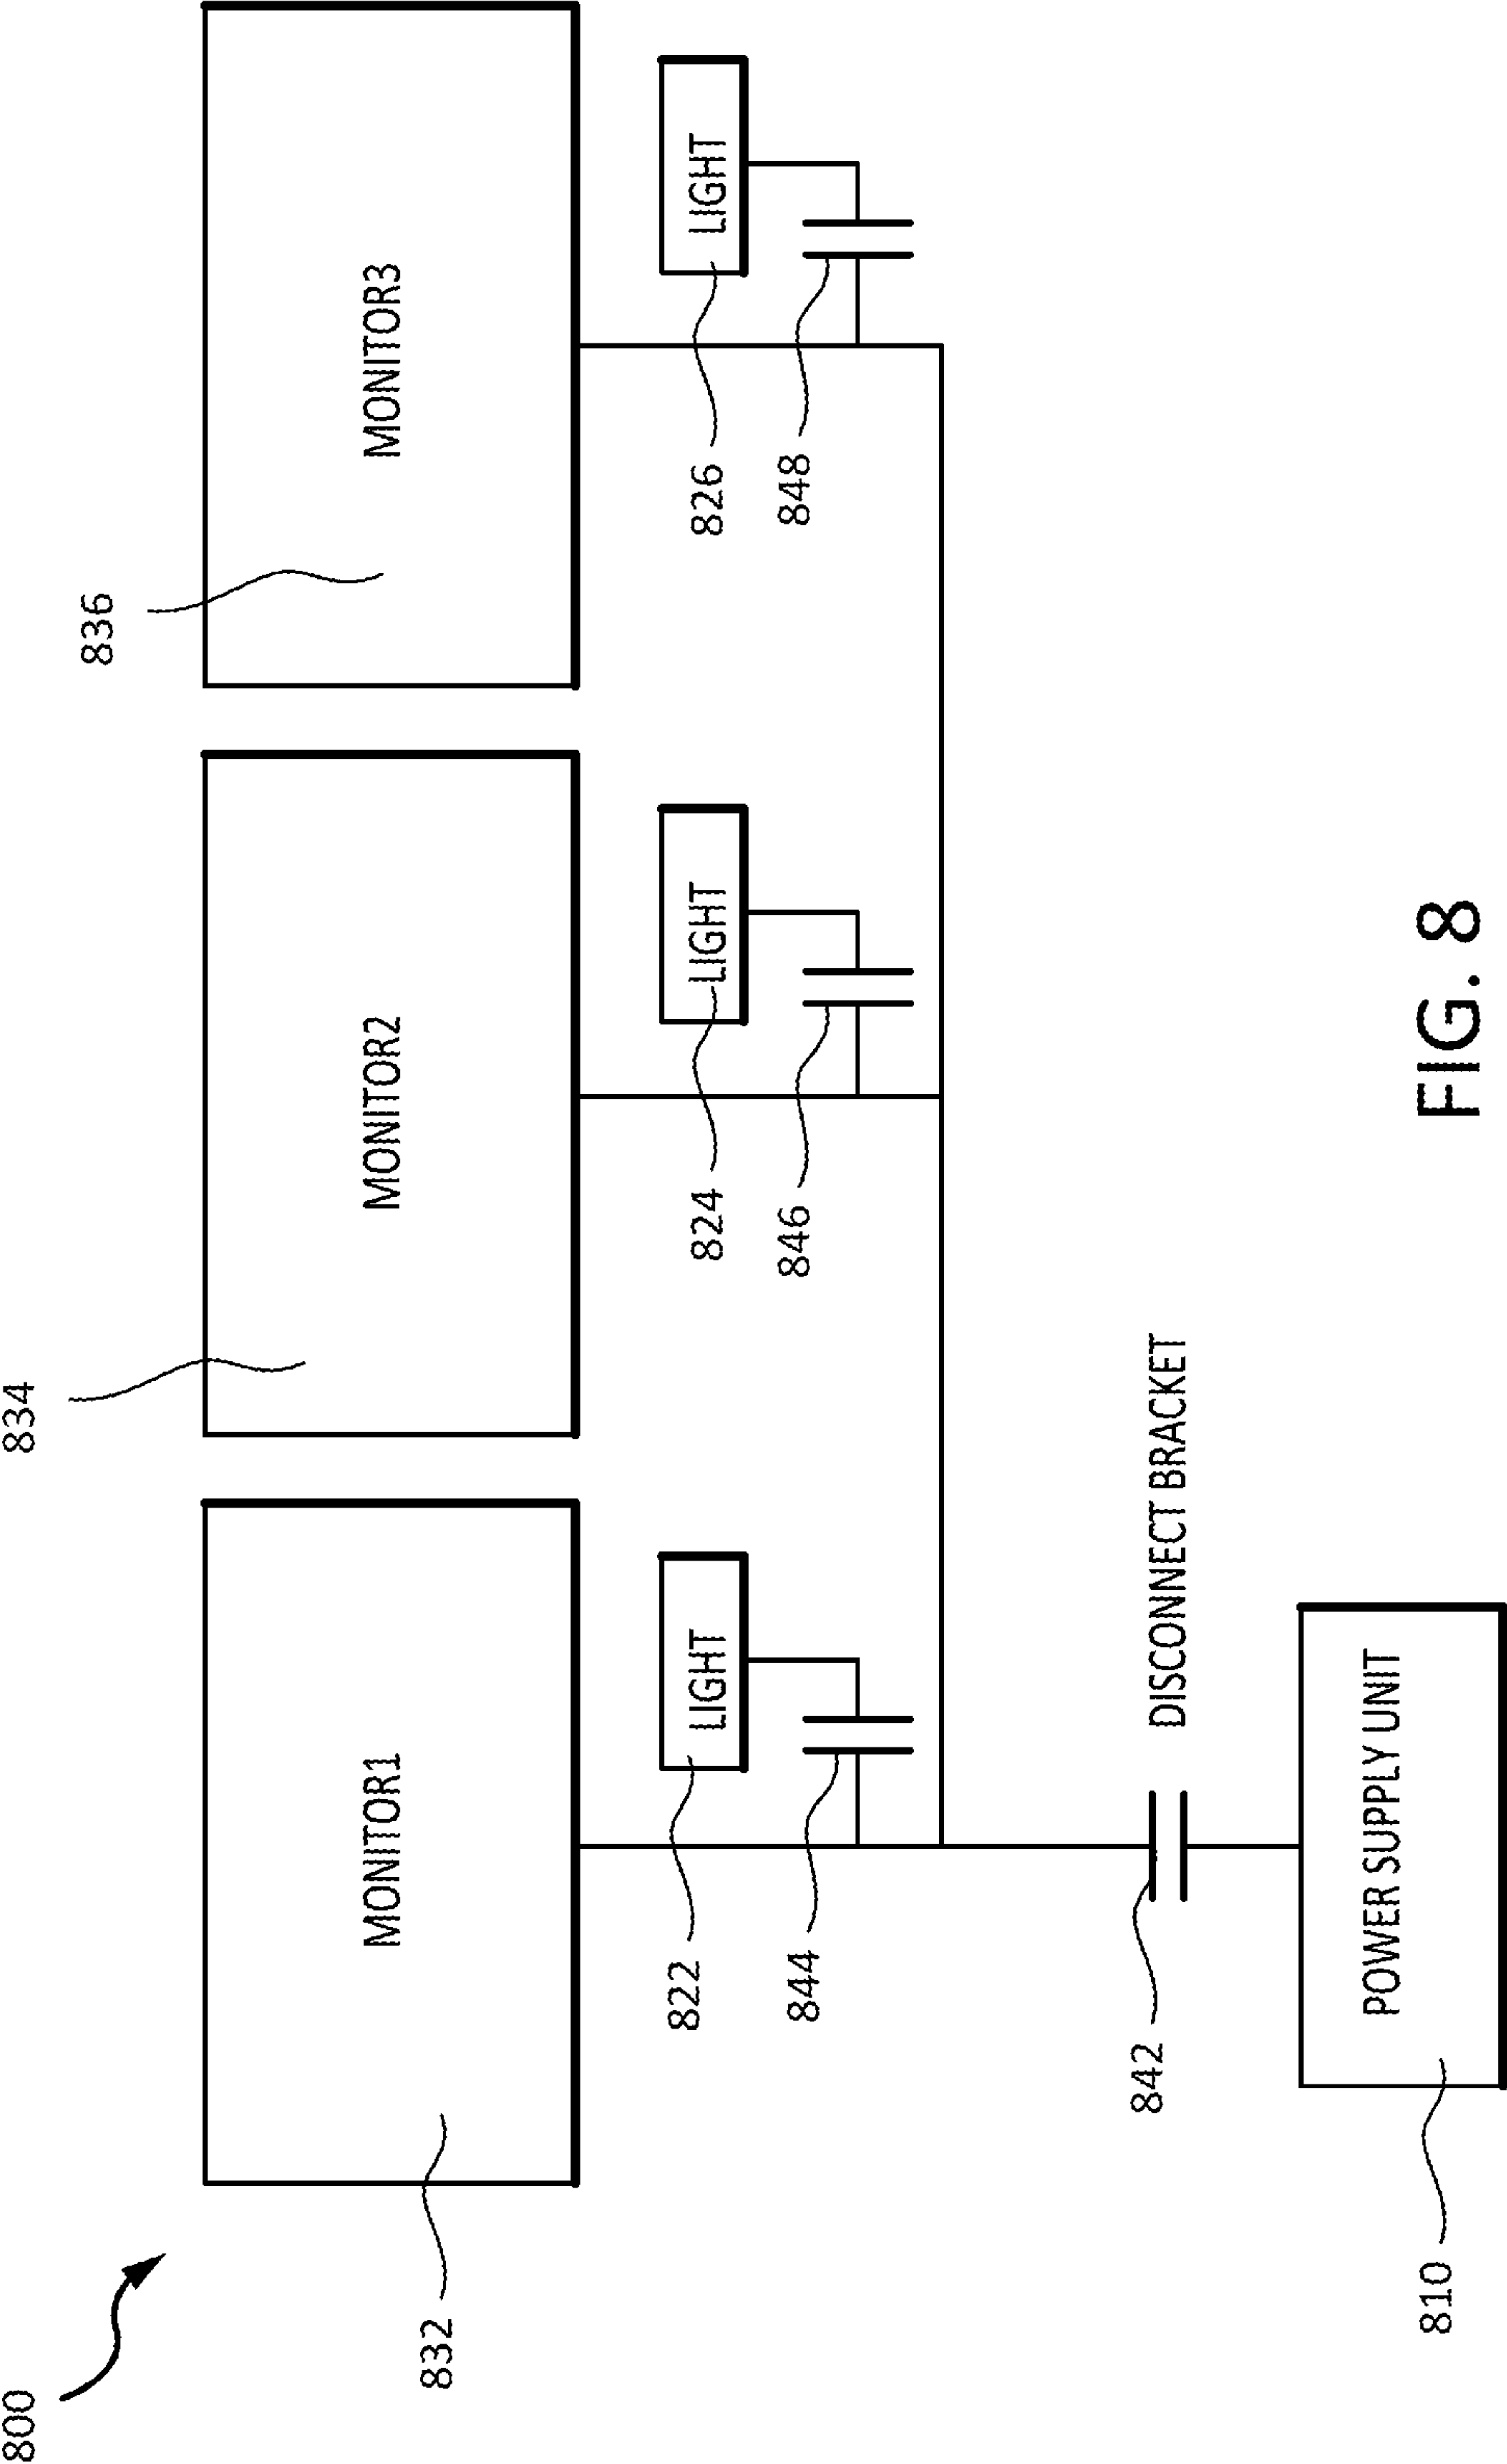 800
834
836
832
MONITOR1
MONITOR2
MONITOR3
822
LIGHT
824
LIGHT
826
LIGHT
844
846
848
842
DISCONNECT BRACKET
810
POWER SUPPLY UNIT
FIG. 8